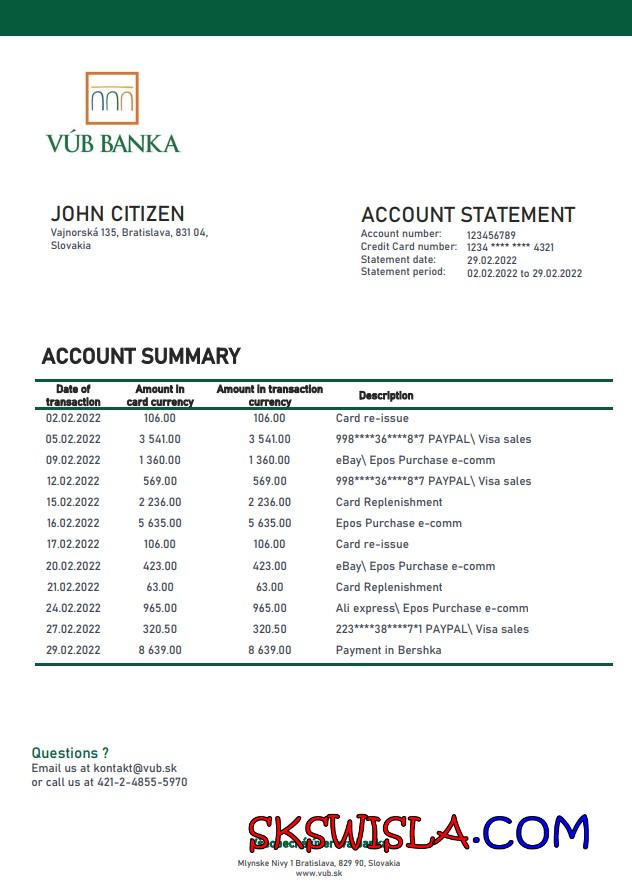 VÚB BANKA
JOHN CITIZEN
Vajnorská 135, Bratislava, 831 04,
Slovakia
ACCOUNT STATEMENT
Account number: 123456789
Credit Card number: 1234 **** **** 4321
Statement date: 29.02.2022
Statement period: 02.02.2022 to 29.02.2022
ACCOUNT SUMMARY
Date of transaction Amount in card currency Amount in transaction currency Description
02.02.2022 106.00 106.00 Card re-issue
05.02.2022 3 541.00 3 541.00 998****36****8*7 PAYPAL\ Visa sales
09.02.2022 1 360.00 1 360.00 eBay\ Epos Purchase e-comm
12.02.2022 569.00 569.00 998****36****8*7 PAYPAL\ Visa sales
15.02.2022 2 236.00 2 236.00 Card Replenishment
16.02.2022 5 635.00 5 635.00 Epos Purchase e-comm
17.02.2022 106.00 106.00 Card re-issue
20.02.2022 423.00 423.00 eBay\ Epos Purchase e-comm
21.02.2022 63.00 63.00 Card Replenishment
24.02.2022 965.00 965.00 Ali express\ Epos Purchase e-comm
27.02.2022 320.50 320.50 223****38****7*1 PAYPAL\ Visa sales
29.02.2022 8 639.00 8 639.00 Payment in Bershka
Questions ?
Email us at kontakt@vub.sk
or call us at 421-2-4855-5970
SKSWISLA.COM
Mlynske Nivy 1 Bratislava, 829 90, Slovakia
www.vub.sk